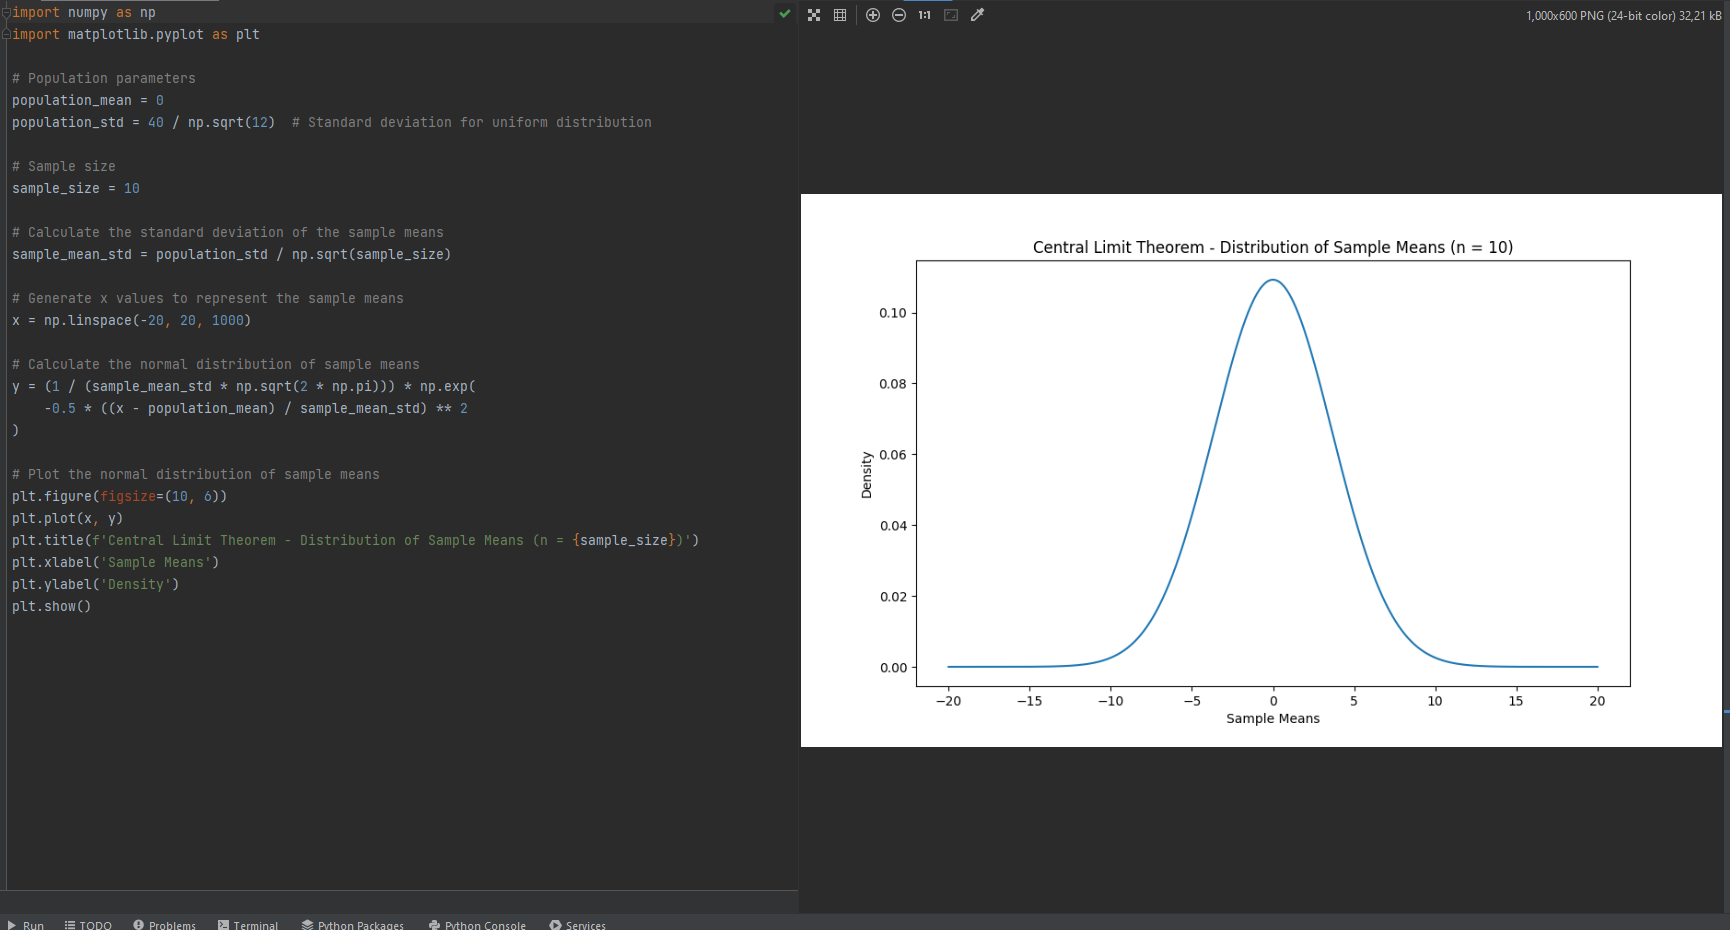 import numpy as np
import matplotlib.pyplot as plt
# Population parameters
population_mean = 0
population_std = 40 / np.sqrt(12)  # Standard deviation for uniform distribution
# Sample size
sample_size = 10
# Calculate the standard deviation of the sample means
sample_mean_std = population_std / np.sqrt(sample_size)
# Generate x values to represent the sample means
x = np.linspace(-20, 20, 1000)
# Calculate the normal distribution of sample means
y = (1 / (sample_mean_std * np.sqrt(2 * np.pi))) * np.exp(
    -0.5 * ((x - population_mean) / sample_mean_std) ** 2
)
# Plot the normal distribution of sample means
plt.figure(figsize=(10, 6))
plt.plot(x, y)
plt.title(f'Central Limit Theorem - Distribution of Sample Means (n = {sample_size})')
plt.xlabel('Sample Means')
plt.ylabel('Density')
plt.show()
1:1
1,000x600 PNG (24-bit color) 32,21 kB
Central Limit Theorem - Distribution of Sample Means (n = 10)
0.10
0.08
0.06
0.04
0.02
0.00
Density
−20 −15 −10 −5 0 5 10 15 20
Sample Means
Run TODO Problems Terminal Python Packages Python Console Services